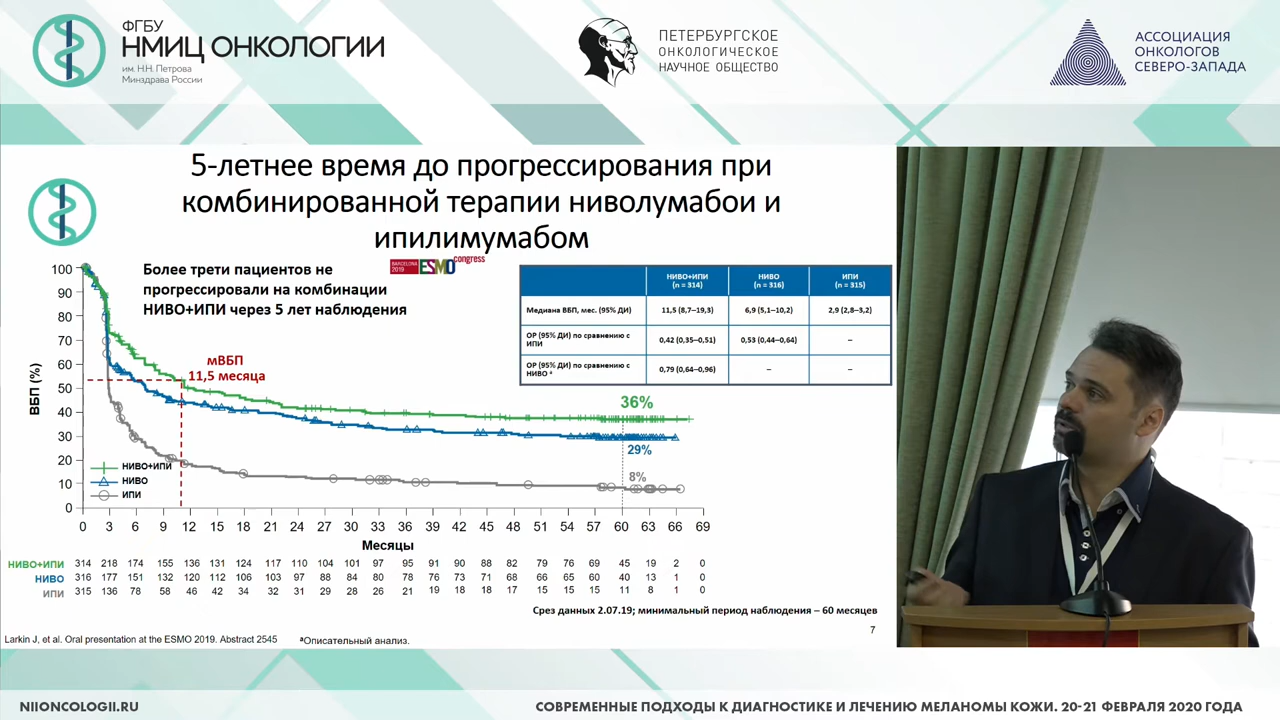 ФГБУ
НМИЦ ОНКОЛОГИИ
им. Н.Н. Петрова
Минздрава России
ПЕТЕРБУРГСКОЕ
ОНКОЛОГИЧЕСКОЕ
НАУЧНОЕ ОБЩЕСТВО
АССОЦИАЦИЯ
ОНКОЛОГОВ
СЕВЕРО-ЗАПАДА
5-летнее время до прогрессирования при
комбинированной терапии ниволумабои и
ипилимумабом
BARCELONA
2019
ESMO congress
Более трети пациентов не
прогрессировали на комбинации
НИВО+ИПИ через 5 лет наблюдения
НИВО+ИПИ (n = 314) НИВО (n = 316) ИПИ (n = 315)
Медиана ВБП, мес. (95% ДИ) 11,5 (8,7–19,3) 6,9 (5,1–10,2) 2,9 (2,8–3,2)
ОР (95% ДИ) по сравнению с ИПИ 0,42 (0,35–0,51) 0,53 (0,44–0,64) –
ОР (95% ДИ) по сравнению с НИВО ª 0,79 (0,64–0,96) – –
ВБП (%)
100
90
80
70
60
50
40
30
20
10
0
мВБП
11,5 месяца
36%
29%
8%
НИВО+ИПИ
НИВО
ИПИ
0 3 6 9 12 15 18 21 24 27 30 33 36 39 42 45 48 51 54 57 60 63 66 69
Месяцы
НИВО+ИПИ 314 218 174 155 136 131 124 117 110 104 101 97 95 91 90 88 82 79 76 69 45 19 2 0
НИВО 316 177 151 132 120 112 106 103 97 88 84 80 78 76 73 71 68 66 65 60 40 13 1 0
ИПИ 315 136 78 58 46 42 34 32 31 29 28 26 21 19 18 18 17 15 15 15 11 8 1 0
Срез данных 2.07.19; минимальный период наблюдения – 60 месяцев
7
Larkin J, et al. Oral presentation at the ESMO 2019. Abstract 2545
ªОписательный анализ.
NIIONCOLOGII.RU
СОВРЕМЕННЫЕ ПОДХОДЫ К ДИАГНОСТИКЕ И ЛЕЧЕНИЮ МЕЛАНОМЫ КОЖИ. 20-21 ФЕВРАЛЯ 2020 ГОДА